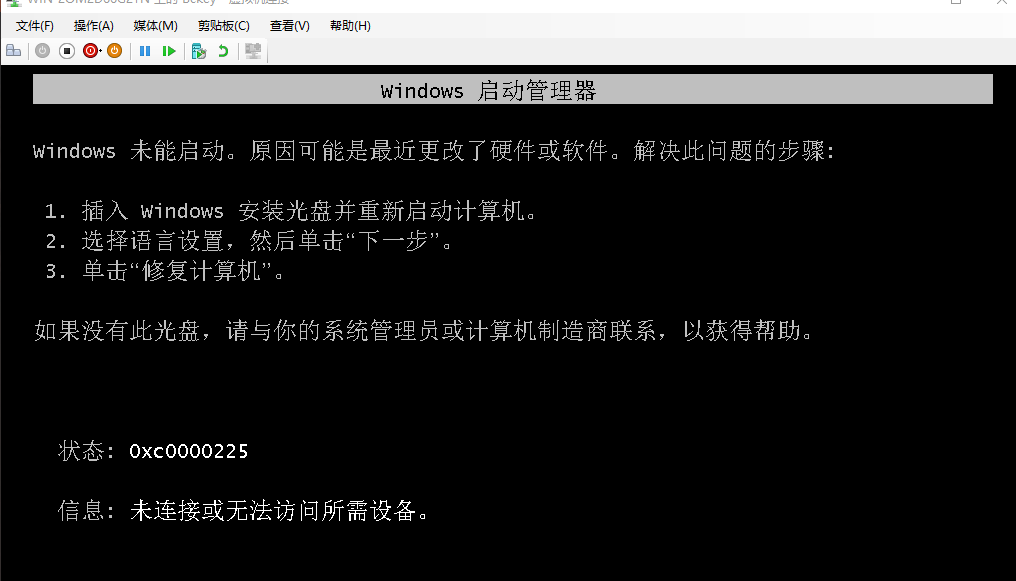 文件(F) 操作(A) 媒体(M) 剪贴板(C) 查看(V) 帮助(H)
Windows 启动管理器
Windows 未能启动。原因可能是最近更改了硬件或软件。解决此问题的步骤:
1. 插入 Windows 安装光盘并重新启动计算机。
2. 选择语言设置，然后单击“下一步”。
3. 单击“修复计算机”。
如果没有此光盘，请与你的系统管理员或计算机制造商联系，以获得帮助。
状态: 0xc0000225
信息: 未连接或无法访问所需设备。